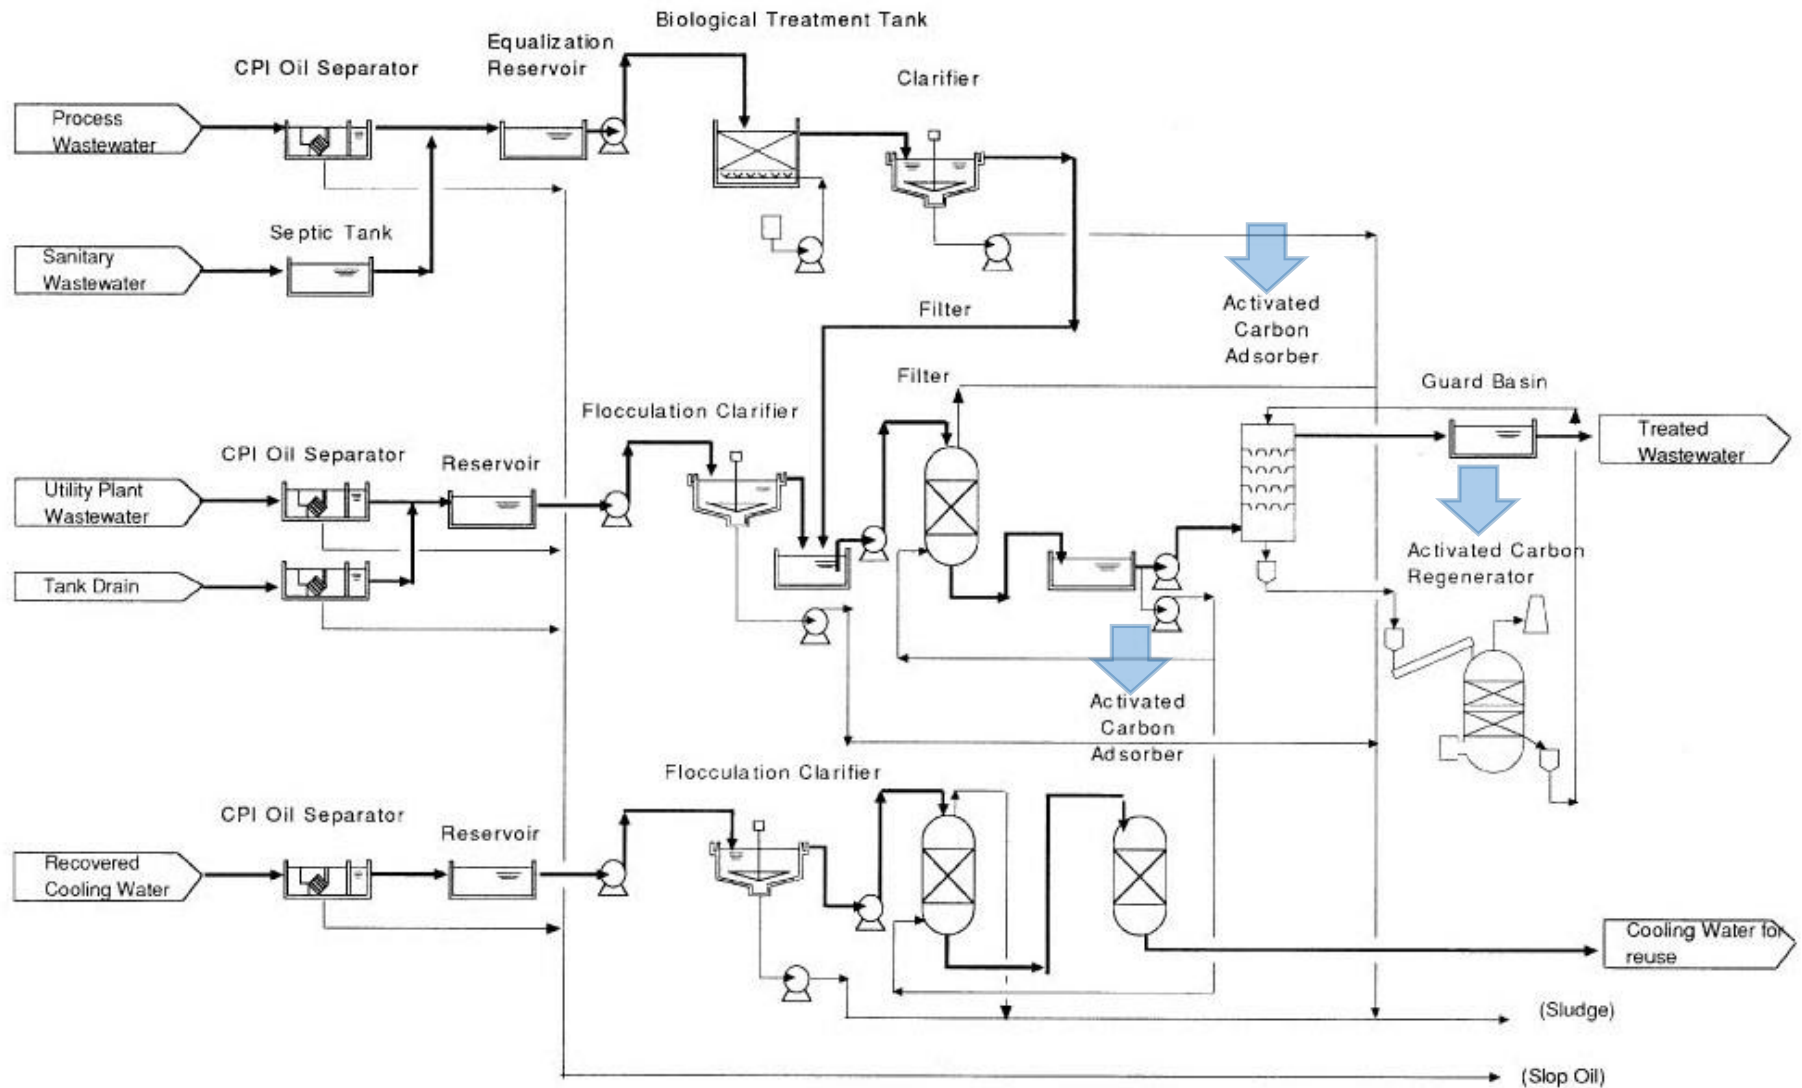 Biological Treatment Tank
Equalization
Reservoir
CPI Oil Separator
Clarifier
Process
Wastewater
Septic Tank
Sanitary
Wastewater
Activated
Carbon
Adsorber
Filter
Filter
Guard Basin
Flocculation Clarifier
Treated
Wastewater
CPI Oil Separator
Reservoir
Utility Plant
Wastewater
Activated Carbon
Regenerator
Tank Drain
Activated
Carbon
Adsorber
Flocculation Clarifier
CPI Oil Separator
Reservoir
Recovered
Cooling Water
Cooling Water for
reuse
(Sludge)
(Slop Oil)